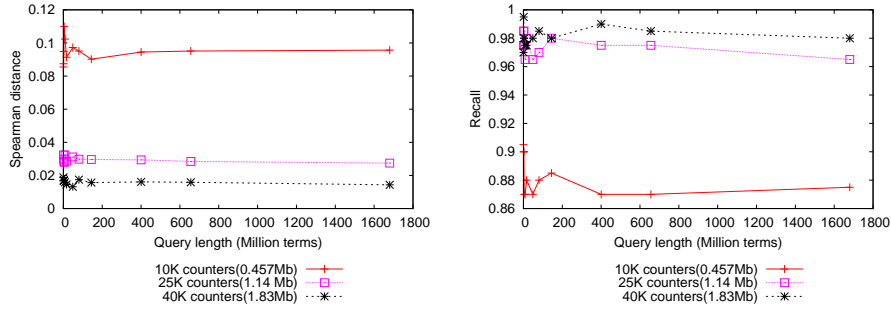 0.12
0.1
0.08
0.06
0.04
0.02
0
Spearman distance
0 200 400 600 800 1000 1200 1400 1600 1800
Query length (Million terms)
10K counters(0.457Mb)
25K counters(1.14 Mb)
40K counters(1.83Mb)
1
0.98
0.96
0.94
0.92
0.9
0.88
0.86
Recall
0 200 400 600 800 1000 1200 1400 1600 1800
Query length (Million terms)
10K counters(0.457Mb)
25K counters(1.14 Mb)
40K counters(1.83Mb)